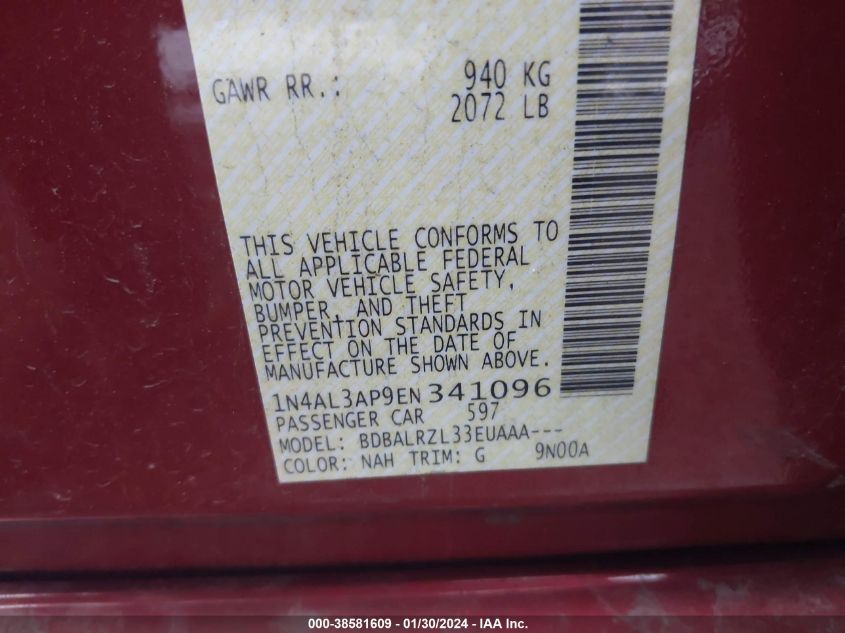 GAWR RR.: 940 KG
2072 LB
THIS VEHICLE CONFORMS TO
ALL APPLICABLE FEDERAL
MOTOR VEHICLE SAFETY,
BUMPER, AND THEFT
PREVENTION STANDARDS IN
EFFECT ON THE DATE OF
MANUFACTURE SHOWN ABOVE.
1N4AL3AP9EN341096
PASSENGER CAR 597
MODEL: BDBALRZL33EUAAA---
COLOR: NAH TRIM: G 9N00A
000-38581609 — 01/30/2024 — IAA Inc.